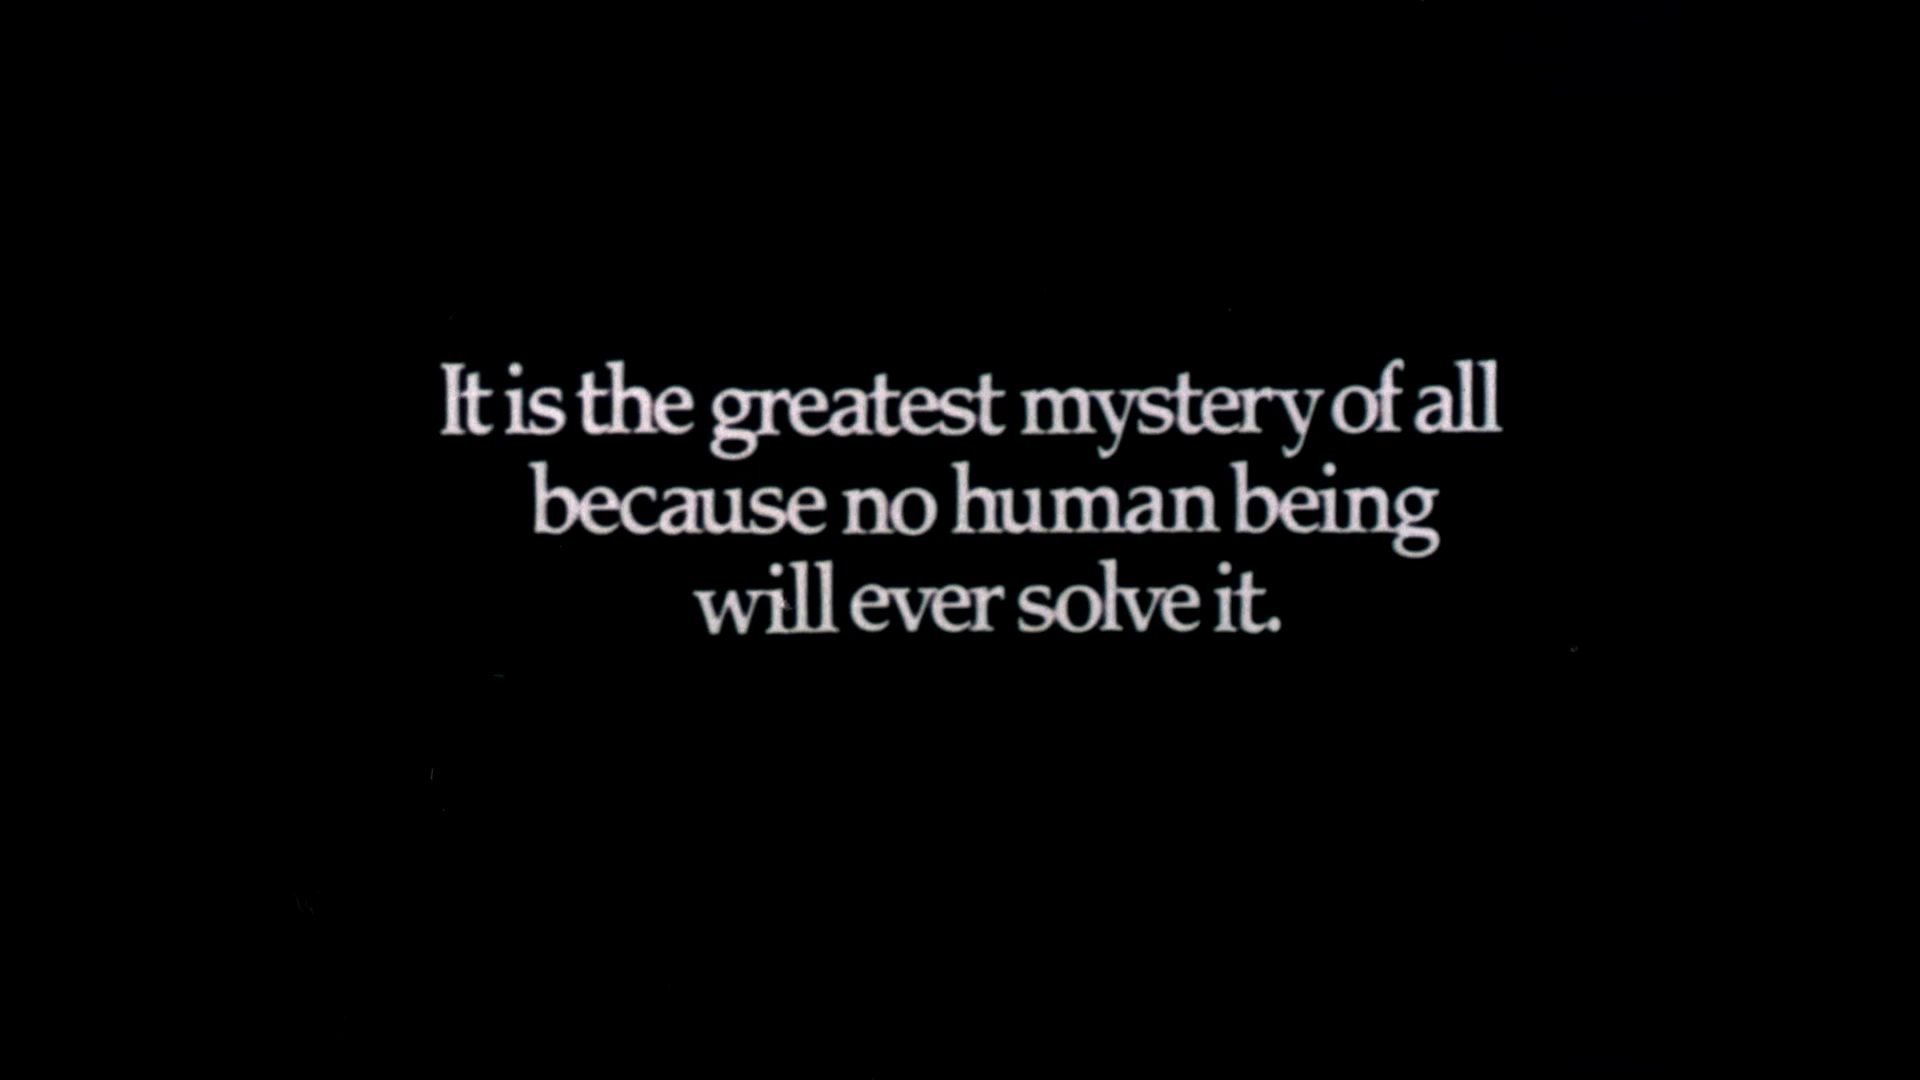 It is the greatest mystery of all
because no human being
will ever solve it.